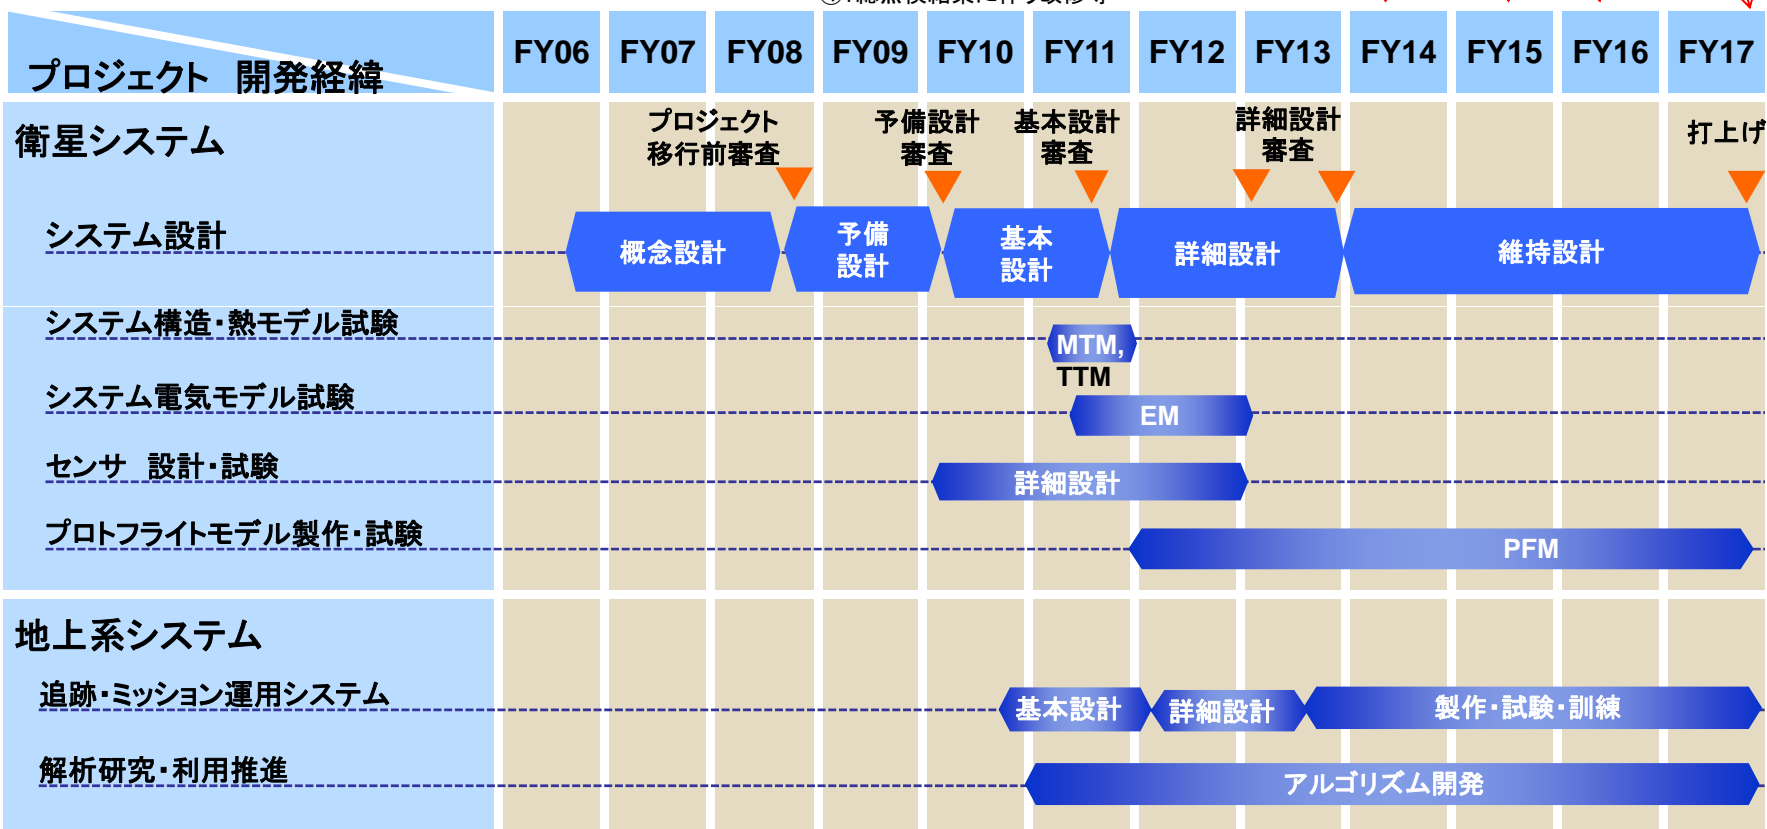 プロジェクト 開発経緯
FY06 FY07 FY08 FY09 FY10 FY11 FY12 FY13 FY14 FY15 FY16 FY17
衛星システム
プロジェクト
移行前審査
予備設計
審査
基本設計
審査
詳細設計
審査
打上げ
システム設計
概念設計
予備
設計
基本
設計
詳細設計
維持設計
システム構造・熱モデル試験
MTM,
TTM
システム電気モデル試験
EM
センサ 設計・試験
詳細設計
プロトフライトモデル製作・試験
PFM
地上系システム
追跡・ミッション運用システム
基本設計
詳細設計
製作・試験・訓練
解析研究・利用推進
アルゴリズム開発